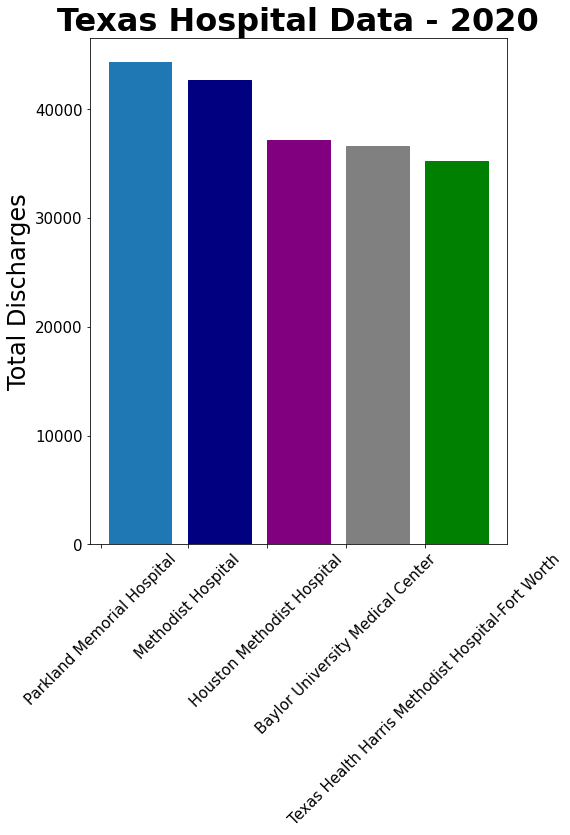 Texas Hospital Data - 2020
Total Discharges
40000
30000
20000
10000
0
Parkland Memorial Hospital
Methodist Hospital
Houston Methodist Hospital
Baylor University Medical Center
Texas Health Harris Methodist Hospital-Fort Worth